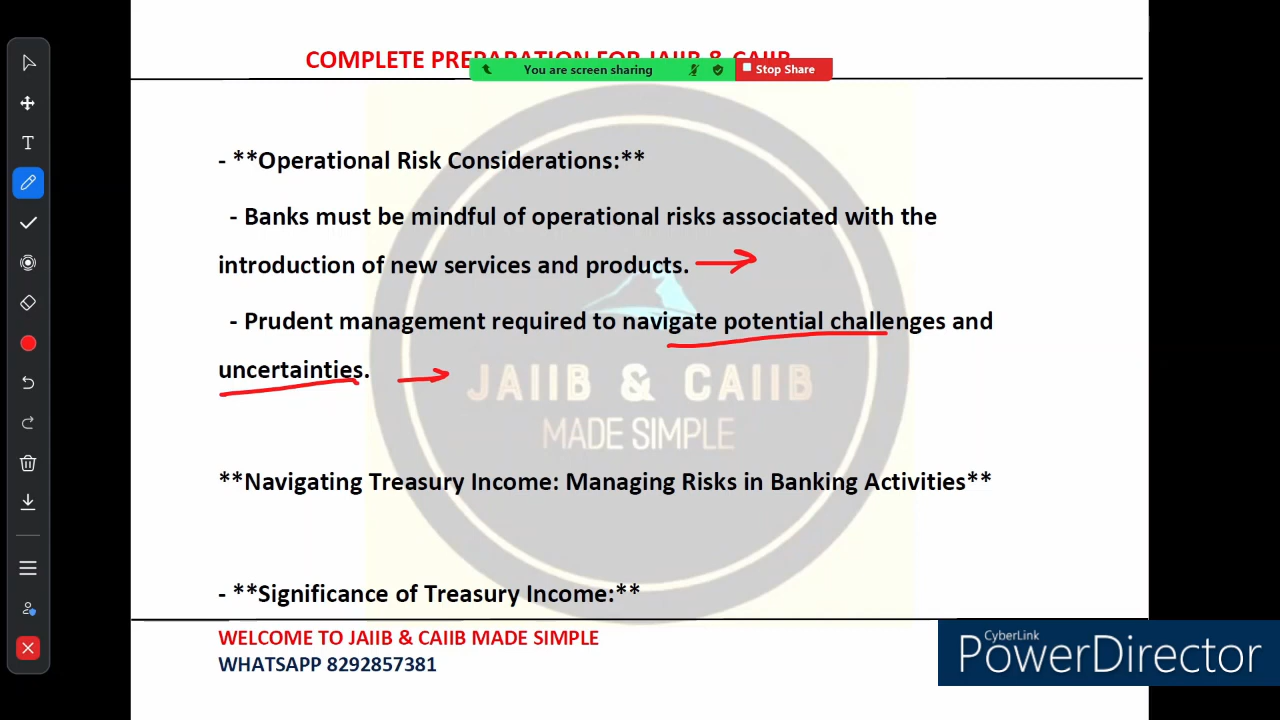 COMPLETE PREPARATION FOR JAIIB & CAIIB
You are screen sharing
Stop Share
T
- **Operational Risk Considerations:**
- Banks must be mindful of operational risks associated with the
introduction of new services and products.
- Prudent management required to navigate potential challenges and
uncertainties.
JAIIB & CAIIB
MADE SIMPLE
**Navigating Treasury Income: Managing Risks in Banking Activities**
- **Significance of Treasury Income:**
WELCOME TO JAIIB & CAIIB MADE SIMPLE
WHATSAPP 8292857381
CyberLink
PowerDirector